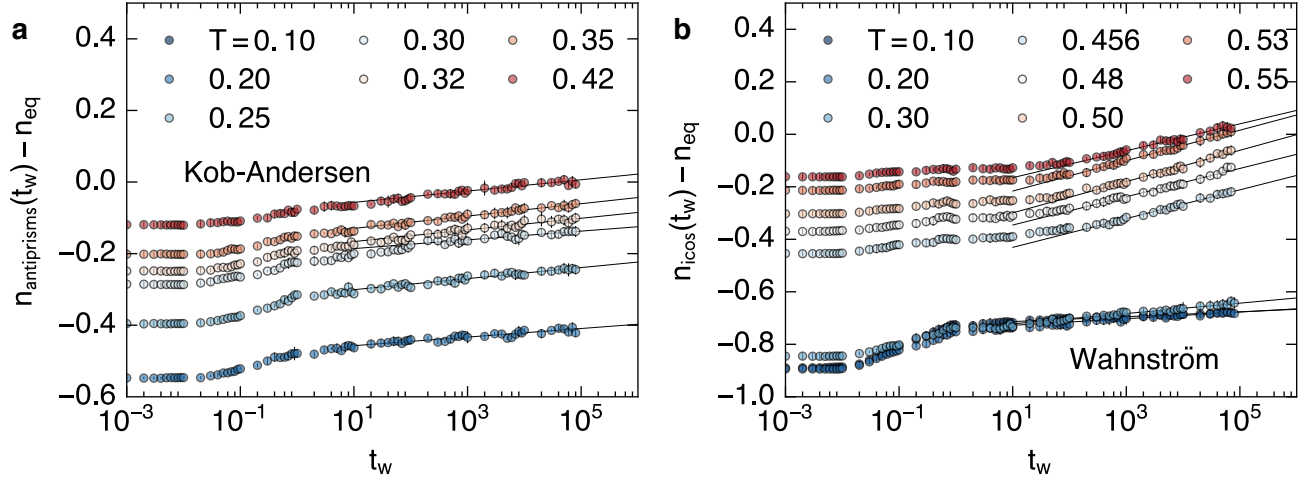 a
n_antiprisms(t_w) − n_eq
0.4
0.2
0.0
−0.2
−0.4
−0.6
T=0.10 0.30 0.35
0.20 0.32 0.42
0.25
Kob-Andersen
10^−3 10^−1 10^1 10^3 10^5
t_w
b
n_icos(t_w) − n_eq
0.4
0.2
0.0
−0.2
−0.4
−0.6
−0.8
−1.0
T=0.10 0.456 0.53
0.20 0.48 0.55
0.30 0.50
Wahnström
10^−3 10^−1 10^1 10^3 10^5
t_w